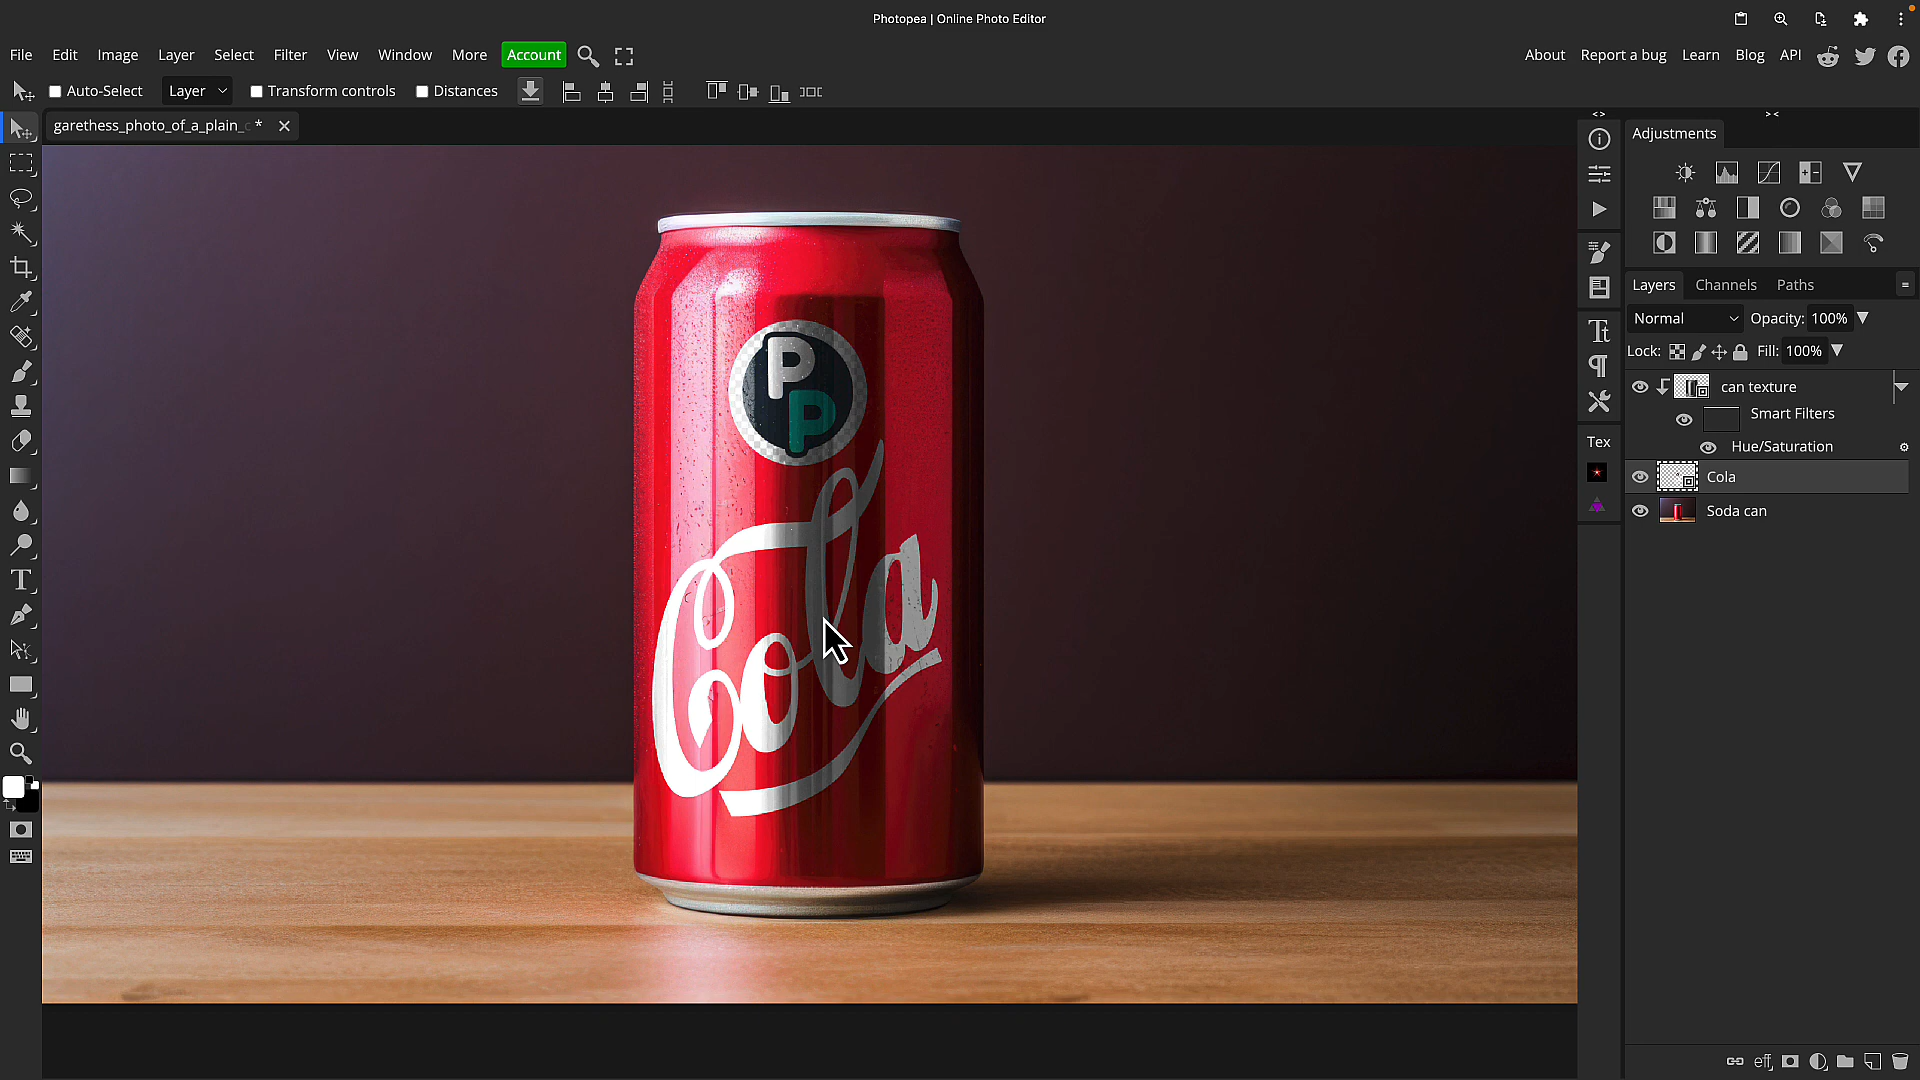 Photopea | Online Photo Editor
File Edit Image Layer Select Filter View Window More Account
About Report a bug Learn Blog API
Auto-Select Layer Transform controls Distances
garethess_photo_of_a_plain_c *
Adjustments
Layers Channels Paths
Normal Opacity: 100%
Lock: Fill: 100%
can texture
Smart Filters
Hue/Saturation
Tex
Cola
Soda can
P
P
Cola
eff